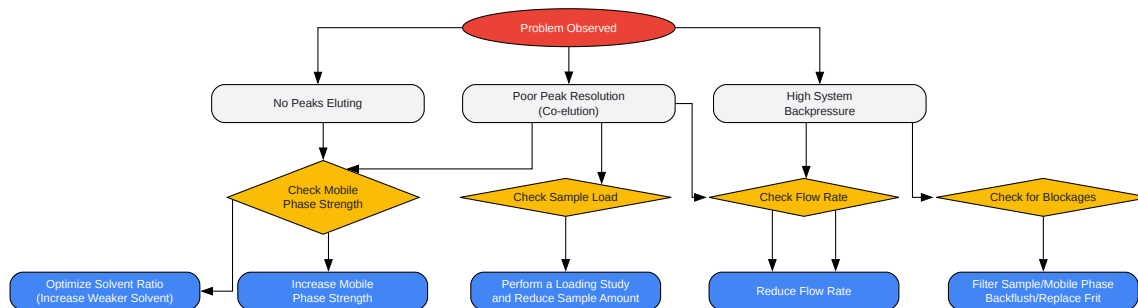 Problem Observed
No Peaks Eluting
Poor Peak Resolution
(Co-elution)
High System
Backpressure
Check Mobile
Phase Strength
Check Sample Load
Check Flow Rate
Check for Blockages
Optimize Solvent Ratio
(Increase Weaker Solvent)
Increase Mobile
Phase Strength
Perform a Loading Study
and Reduce Sample Amount
Reduce Flow Rate
Filter Sample/Mobile Phase
Backflush/Replace Frit